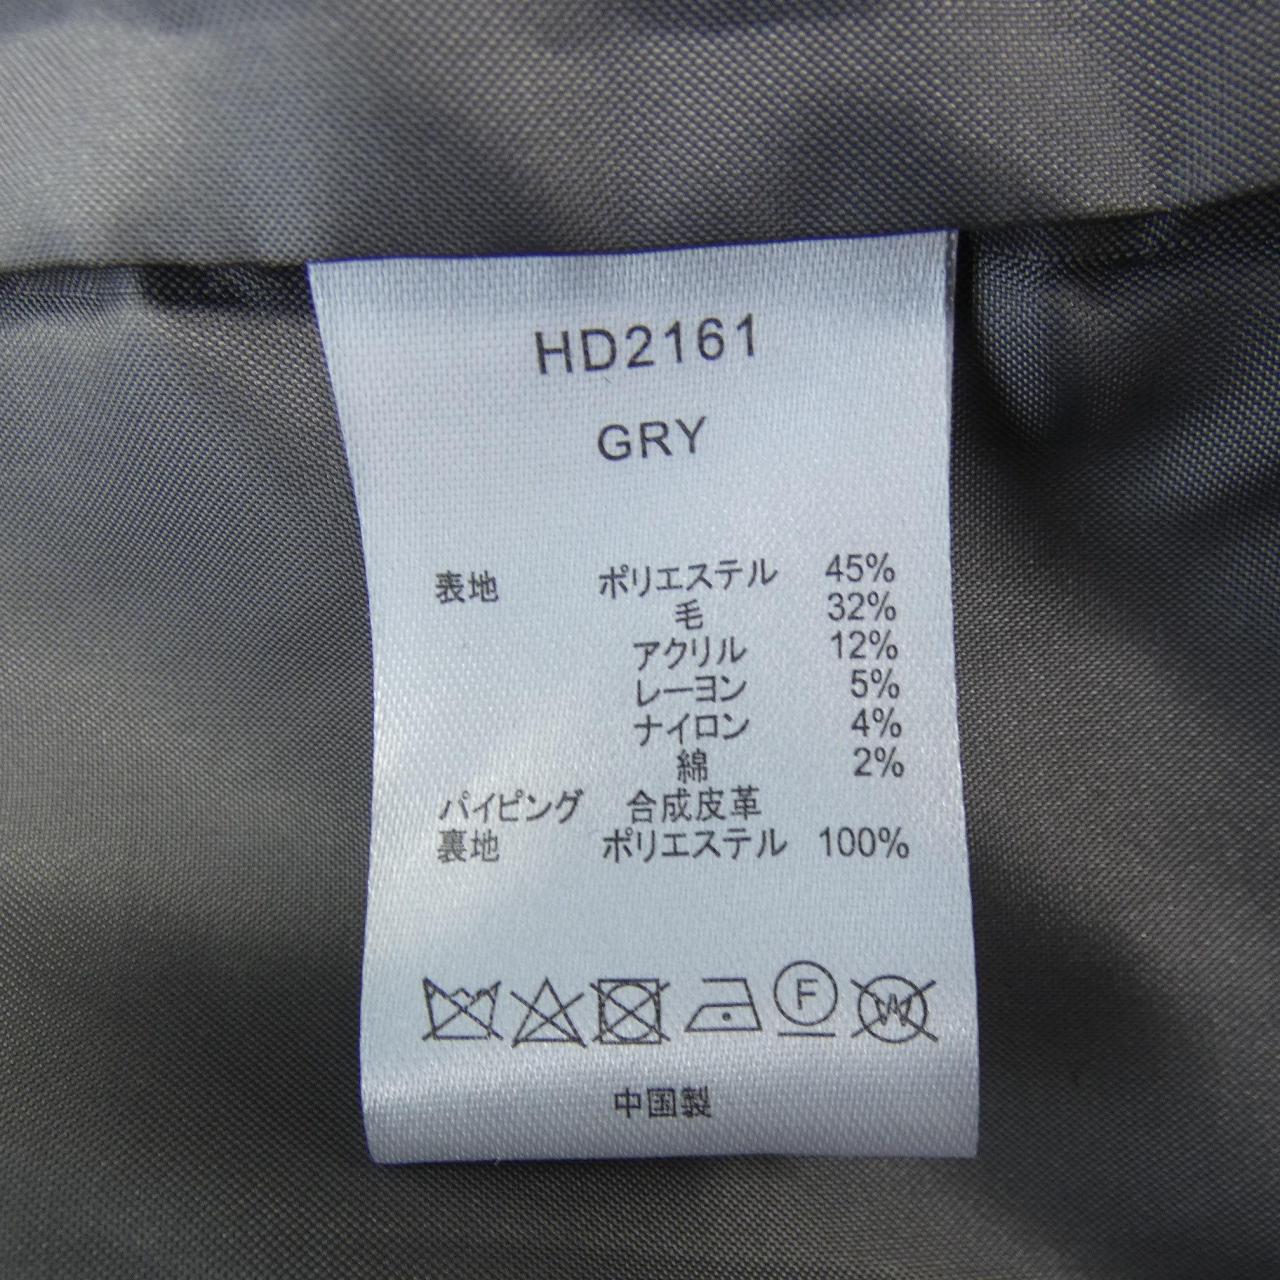 HD2161
GRY
表地 ポリエステル 45%
毛 32%
アクリル 12%
レーヨン 5%
ナイロン 4%
綿 2%
パイピング 合成皮革
裏地 ポリエステル 100%
F W
中国製